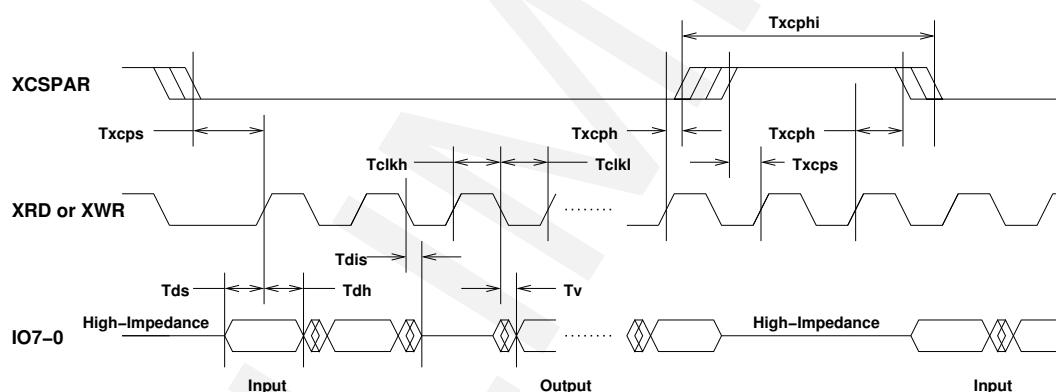 Txcphi
XCSPAR
Txcps
Txcph
Txcph
Tclkh
Tclkl
Txcps
XRD or XWR
Tdis
Tds
Tdh
Tv
High-Impedance
High-Impedance
IO7-0
Input
Output
Input